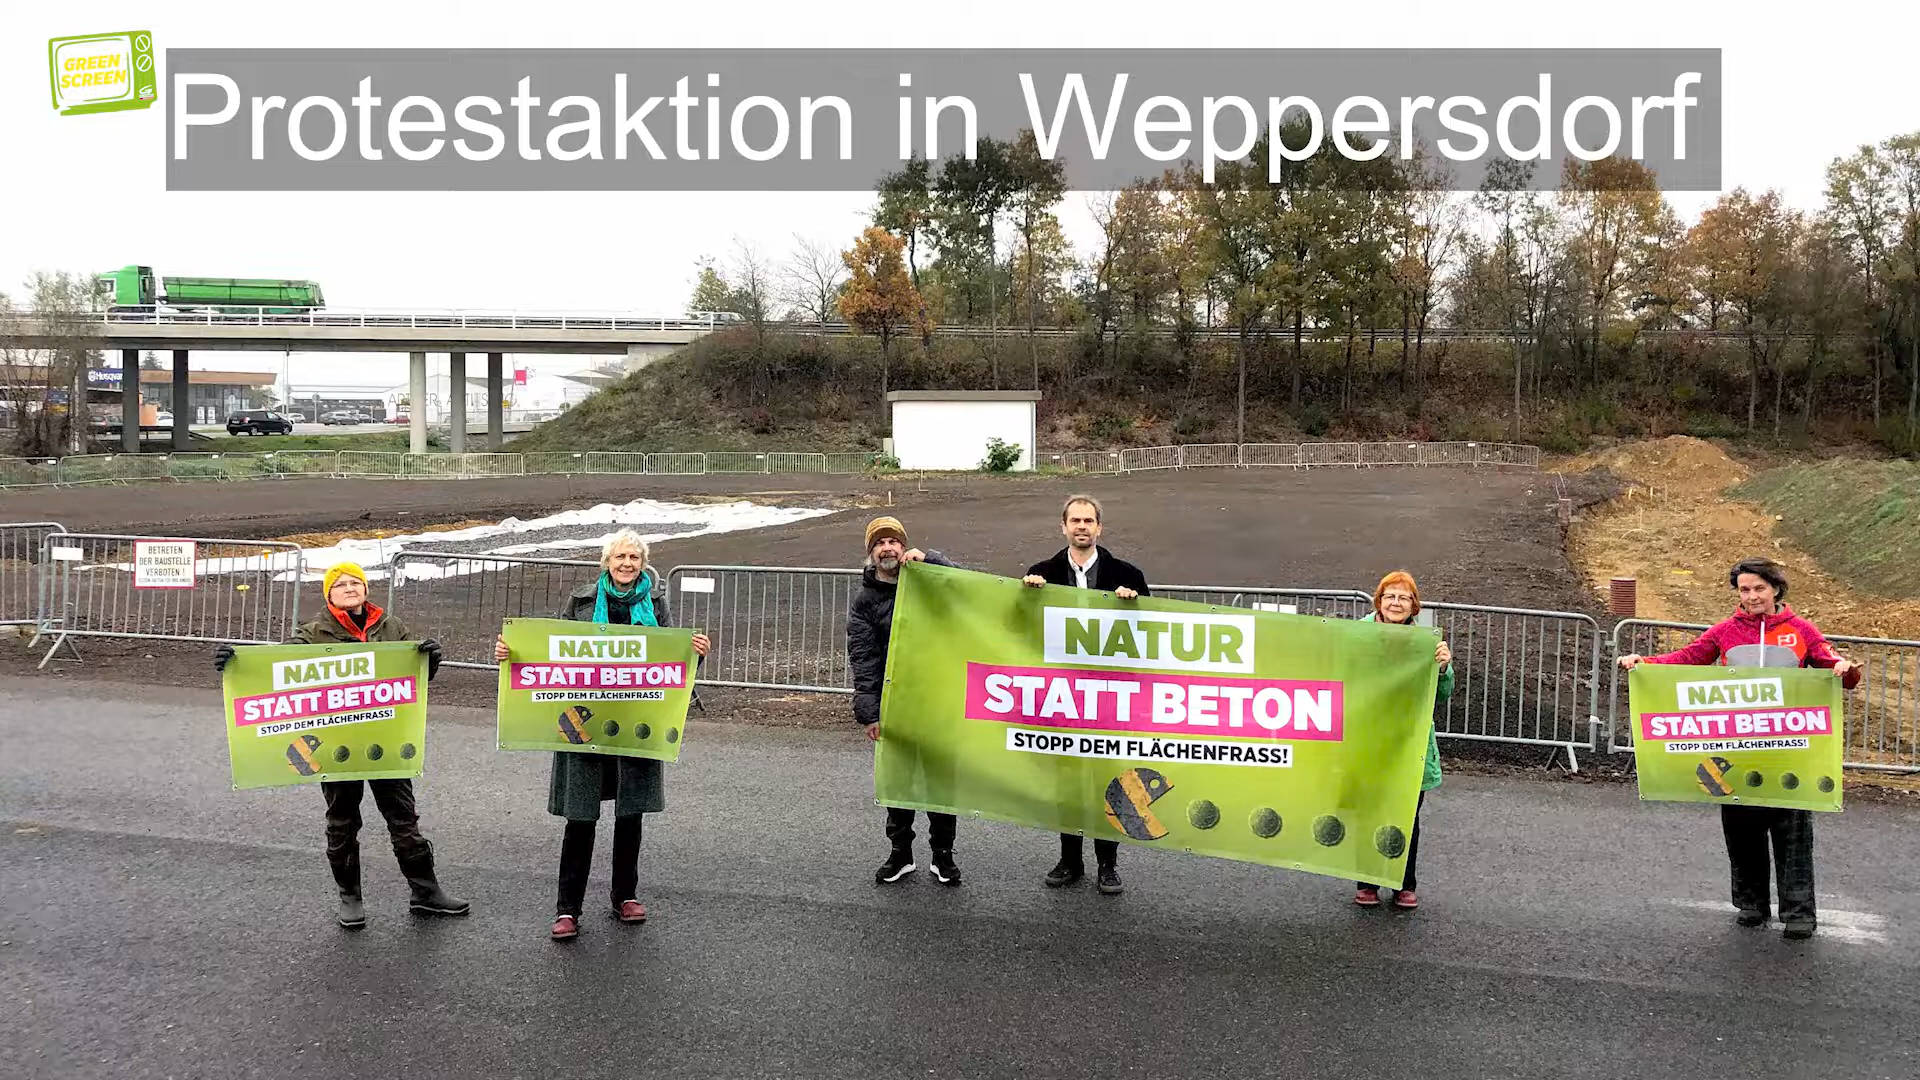 GREEN
SCREEN
Protestaktion in Weppersdorf
BETRETEN
DER BAUSTELLE
VERBOTEN !
NATUR
STATT BETON
STOPP DEM FLÄCHENFRASS!
NATUR
STATT BETON
STOPP DEM FLÄCHENFRASS!
NATUR
STATT BETON
STOPP DEM FLÄCHENFRASS!
NATUR
STATT BETON
STOPP DEM FLÄCHENFRASS!